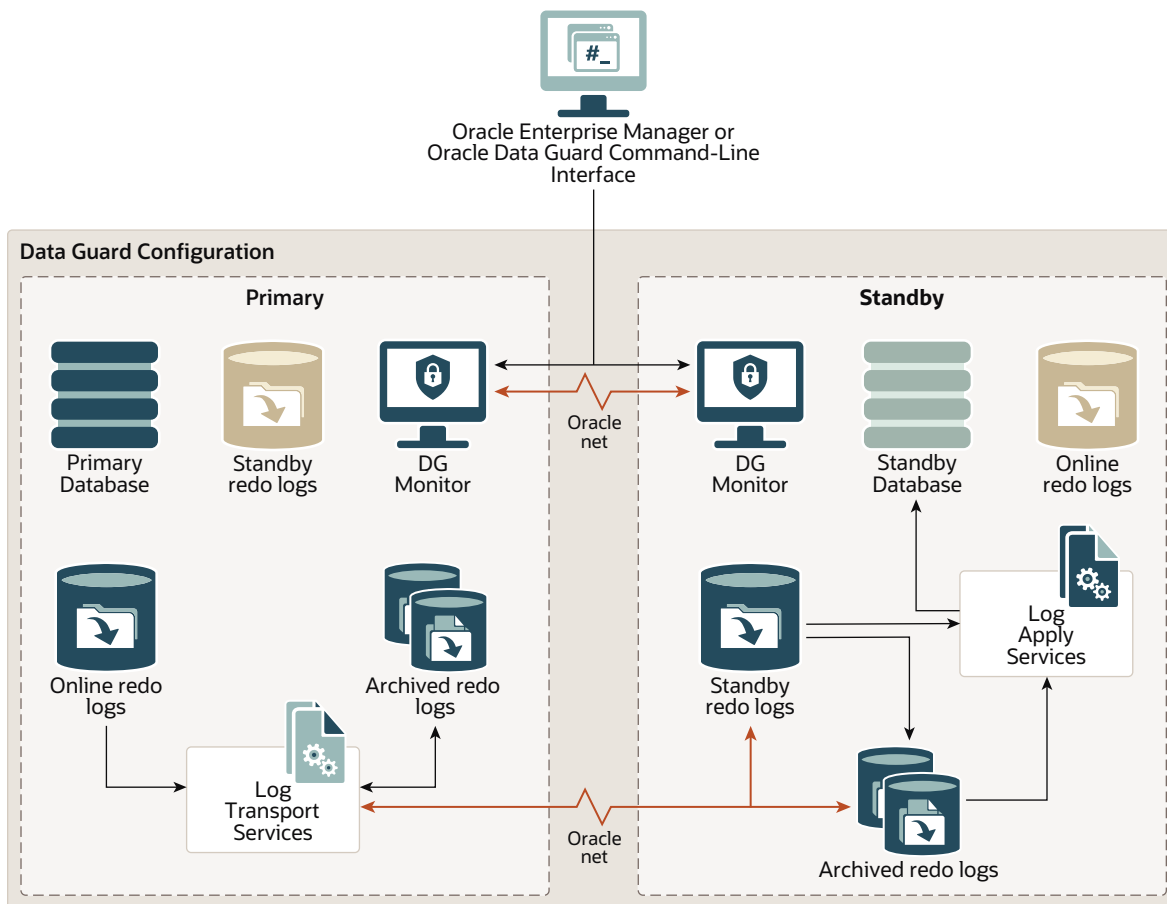 #_
Oracle Enterprise Manager or
Oracle Data Guard Command-Line
Interface
Data Guard Configuration
Primary
Primary
Database
Standby
redo logs
DG
Monitor
Oracle
net
Online redo
logs
Archived redo
logs
Log
Transport
Services
Oracle
net
Standby
DG
Monitor
Standby
Database
Online
redo logs
Standby
redo logs
Log
Apply
Services
Archived redo logs